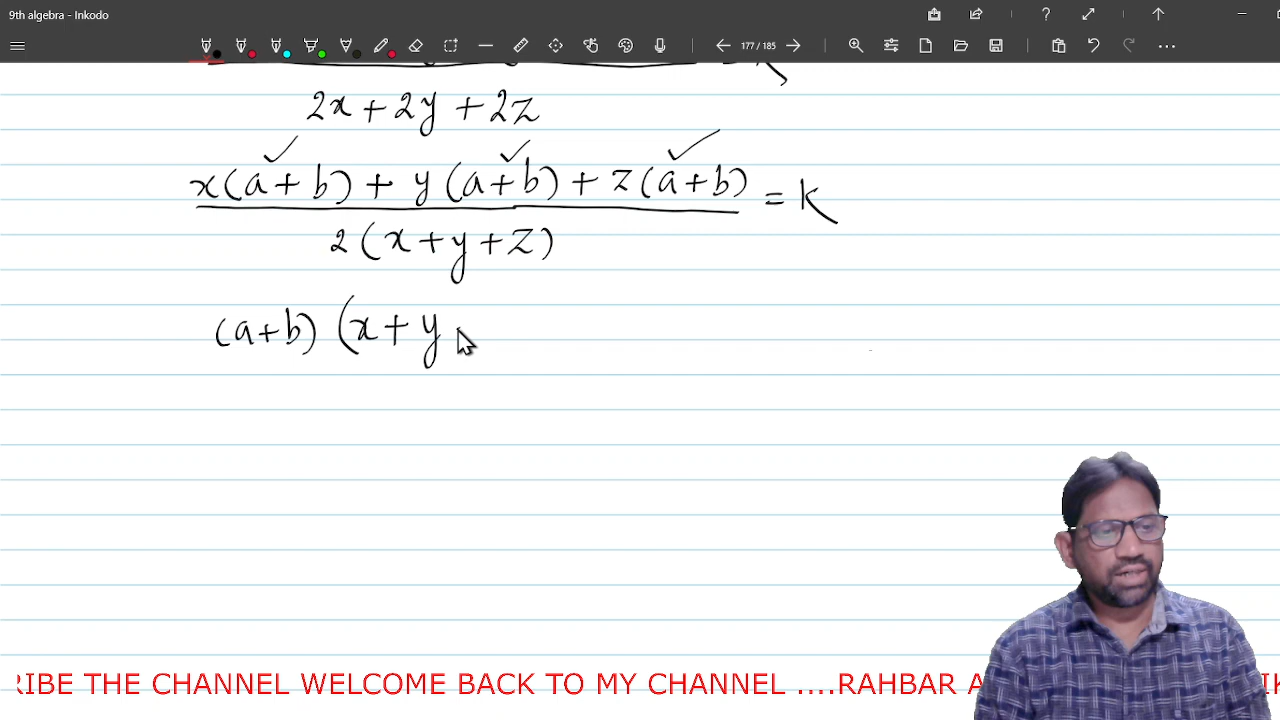 9th algebra - Inkodo
177 / 185
2x + 2y + 2z
x(a+b) + y(a+b) + z(a+b) = k
2(x+y+z)
(a+b) (x+y
RIBE THE CHANNEL WELCOME BACK TO MY CHANNEL ....RAHBAR A